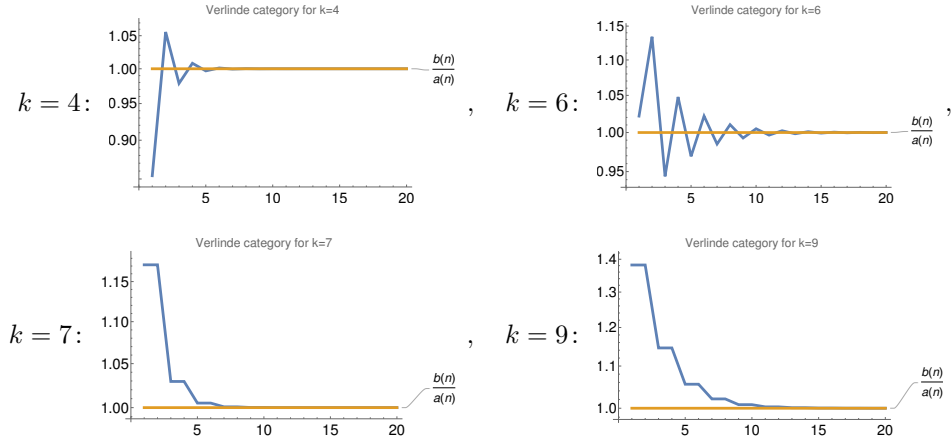 Verlinde category for k=4
1.05
1.00
0.95
0.90
5 10 15 20
b(n)
a(n)
k = 4:
,
Verlinde category for k=6
1.15
1.10
1.05
1.00
0.95
5 10 15 20
b(n)
a(n)
k = 6:
,
Verlinde category for k=7
1.15
1.10
1.05
1.00
5 10 15 20
b(n)
a(n)
k = 7:
,
Verlinde category for k=9
1.4
1.3
1.2
1.1
1.0
5 10 15 20
b(n)
a(n)
k = 9: